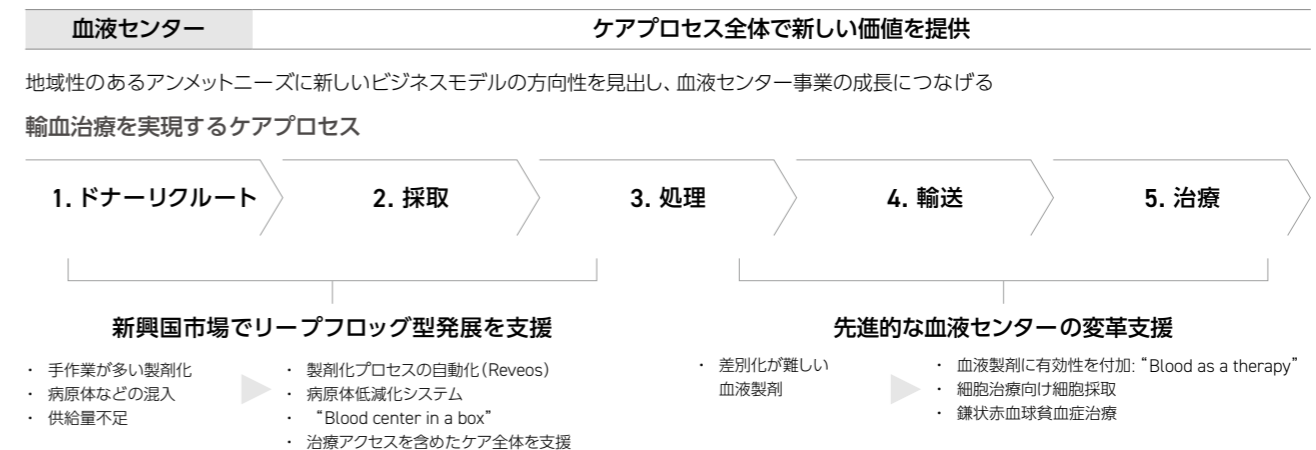 血液センター
ケアプロセス全体で新しい価値を提供
地域性のあるアンメットニーズに新しいビジネスモデルの方向性を見出し、血液センター事業の成長につなげる
輸血治療を実現するケアプロセス
1. ドナーリクルート
2. 採取
3. 処理
4. 輸送
5. 治療
新興国市場でリープフロッグ型発展を支援
・ 手作業が多い製剤化
・ 病原体などの混入
・ 供給量不足
・ 製剤化プロセスの自動化（Reveos）
・ 病原体低減化システム
・ “Blood center in a box”
・ 治療アクセスを含めたケア全体を支援
先進的な血液センターの変革支援
・ 差別化が難しい
血液製剤
・ 血液製剤に有効性を付加: “Blood as a therapy”
・ 細胞治療向け細胞採取
・ 鎌状赤血球貧血症治療